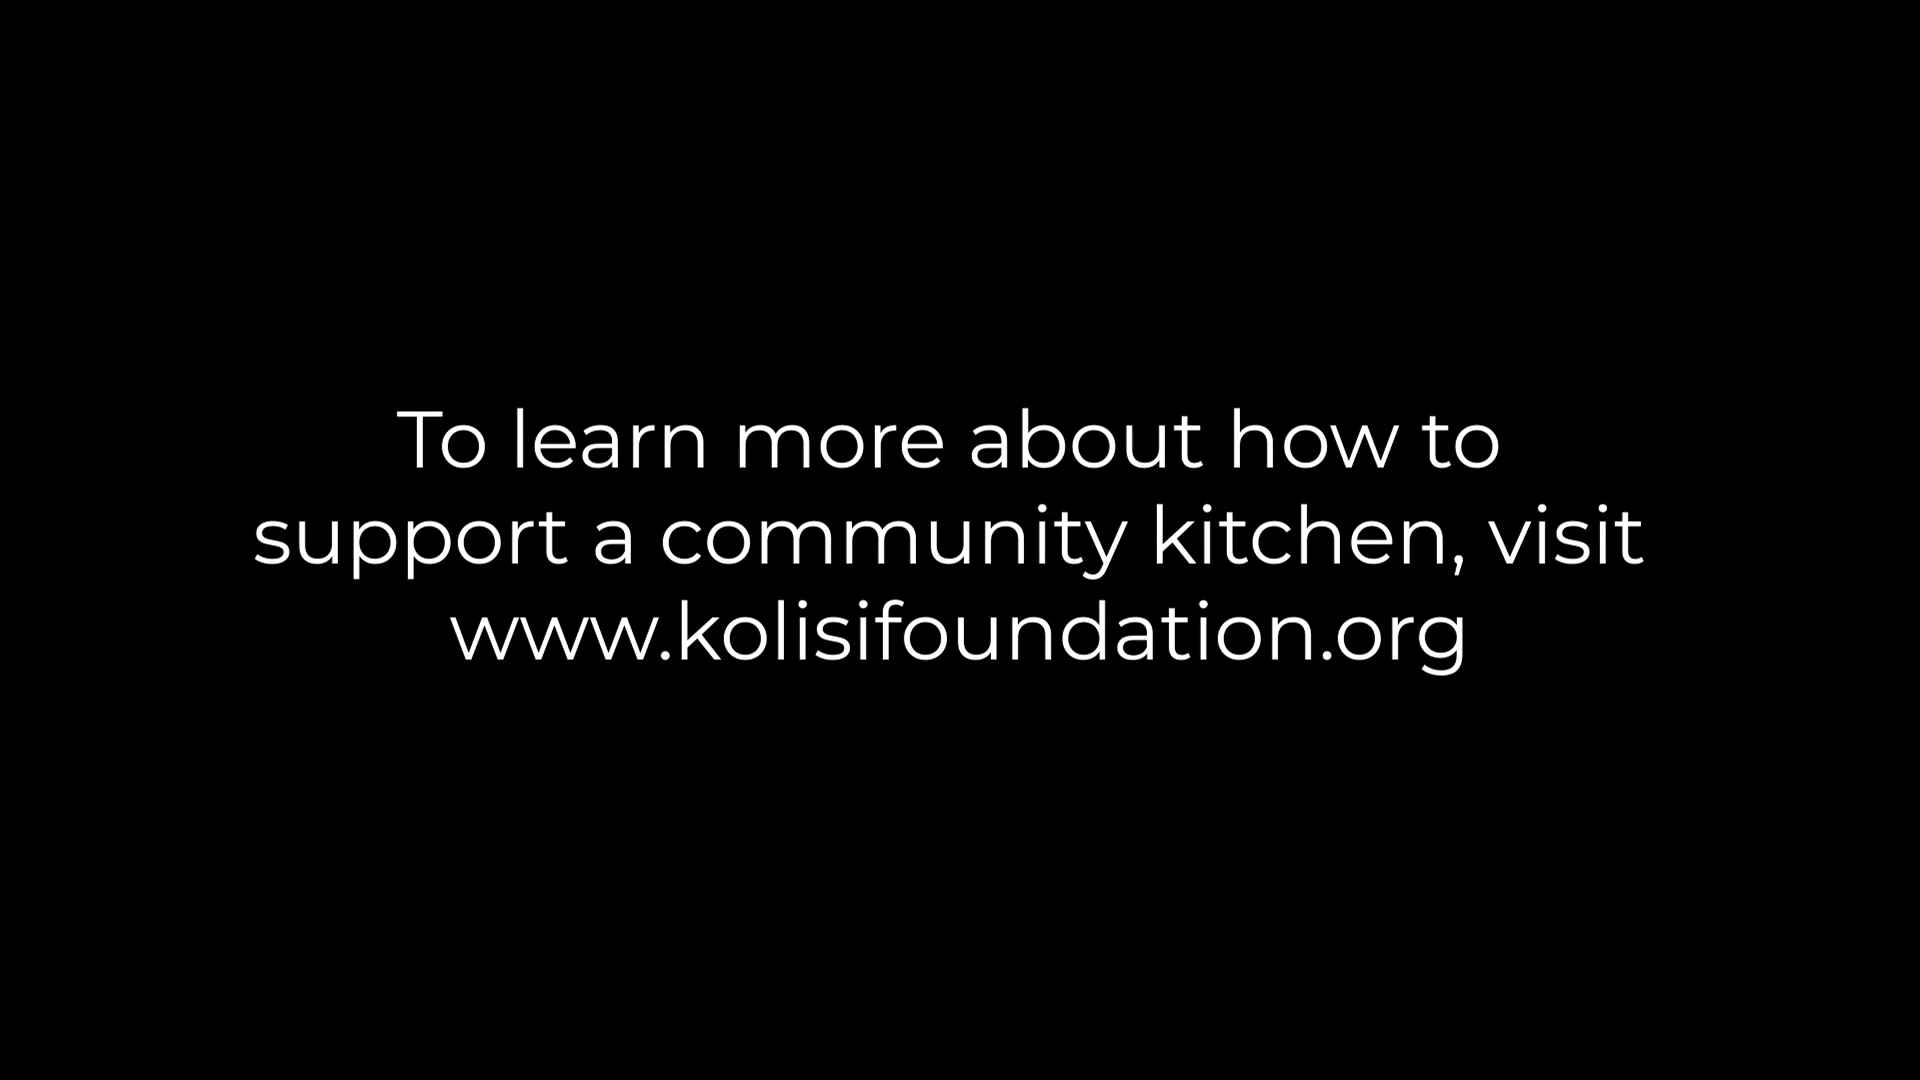 To learn more about how to
support a community kitchen, visit
www.kolisifoundation.org